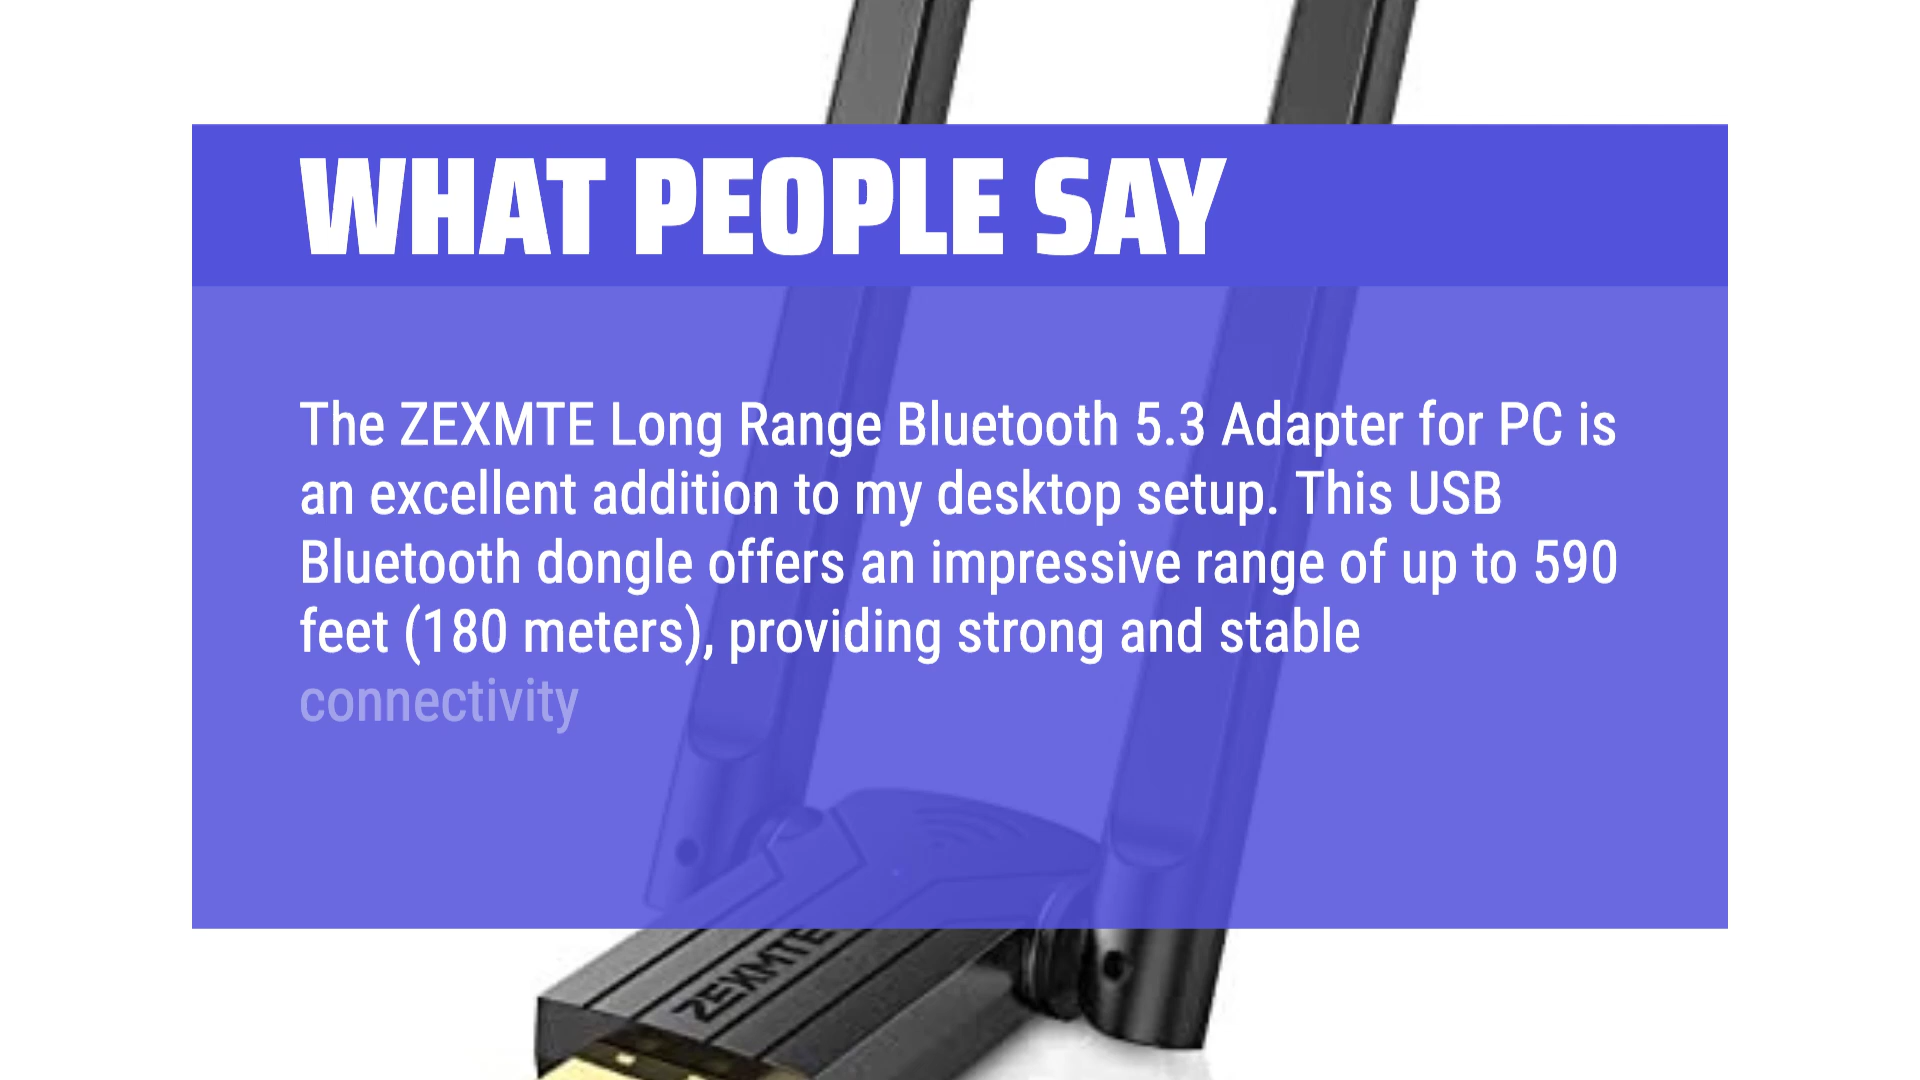 WHAT PEOPLE SAY
The ZEXMTE Long Range Bluetooth 5.3 Adapter for PC is
an excellent addition to my desktop setup. This USB
Bluetooth dongle offers an impressive range of up to 590
feet (180 meters), providing strong and stable
connectivity
ZEXMTE